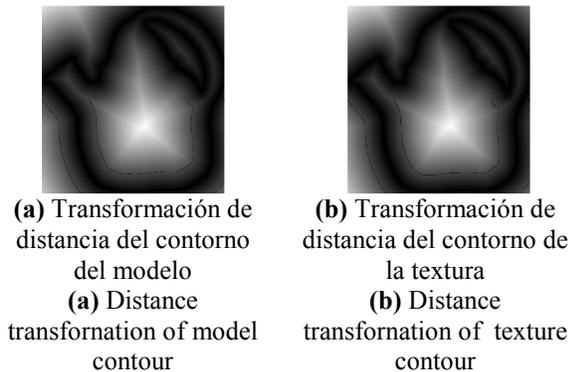 (a) Transformación de
distancia del contorno
del modelo
(a) Distance
transfornation of model
contour
(b) Transformación de
distancia del contorno de
la textura
(b) Distance
transfornation of texture
contour